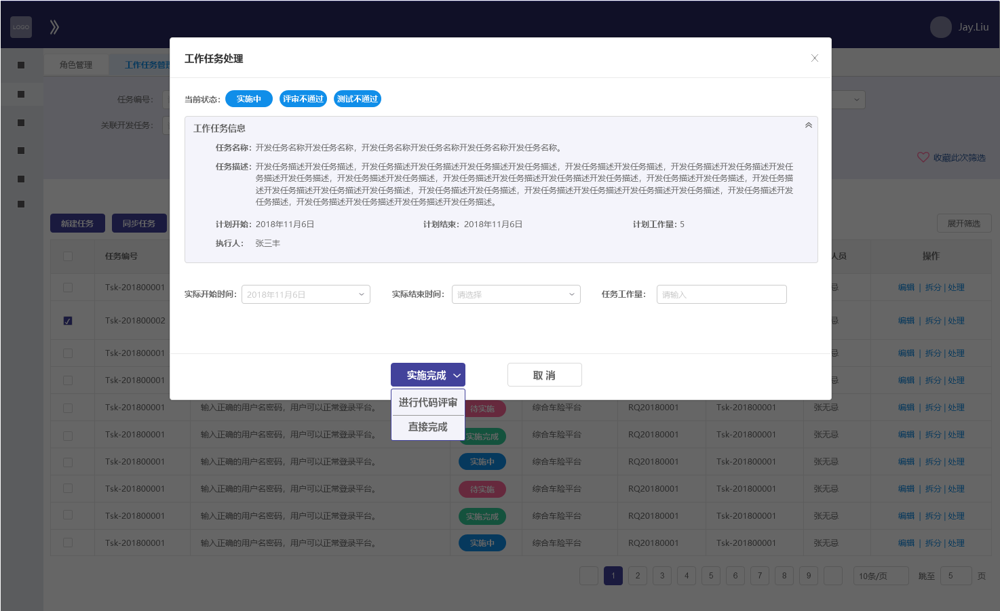 LOGO
Jay.Liu
角色管理 工作任务管理
工作任务处理
任务编号：
关联开发任务：
收藏此次筛选
当前状态： 实施中 评审不通过 测试不通过
工作任务信息
任务名称：开发任务名称开发任务名称，开发任务名称开发任务名称开发任务名称开发任务名称。
任务描述：开发任务描述开发任务描述，开发任务描述开发任务描述开发任务描述开发任务描述，开发任务描述开发任务描述，开发任务描述开发任务描述开发任
务描述开发任务描述，开发任务描述开发任务描述，开发任务描述开发任务描述开发任务描述开发任务描述，开发任务描述开发任务描述，开发任务描
述开发任务描述开发任务描述开发任务描述，开发任务描述开发任务描述，开发任务描述开发任务描述开发任务描述开发任务描述，开发任务描述开发
任务描述，开发任务描述开发任务描述开发任务描述开发任务描述。
计划开始：2018年11月6日 计划结束：2018年11月6日 计划工作量：5
执行人： 张三丰
实际开始时间： 2018年11月6日 实际结束时间： 请选择 任务工作量： 请输入
实施完成 取 消
进行代码评审
直接完成
新建任务 同步任务 展开筛选
任务编号 人员 操作
Tsk-201800001 忌 编辑 | 拆分 | 处理
Tsk-201800002 忌 编辑 | 拆分 | 处理
Tsk-201800001 忌 编辑 | 拆分 | 处理
Tsk-201800001 忌 编辑 | 拆分 | 处理
Tsk-201800001 输入正确的用户名密码，用户可以正常登录平台。 待实施 综合车险平台 RQ20180001 Tsk-201800001 张无忌 编辑 | 拆分 | 处理
Tsk-201800001 输入正确的用户名密码，用户可以正常登录平台。 实施完成 综合车险平台 RQ20180001 Tsk-201800001 张无忌 编辑 | 拆分 | 处理
Tsk-201800001 输入正确的用户名密码，用户可以正常登录平台。 实施中 综合车险平台 RQ20180001 Tsk-201800001 张无忌 编辑 | 拆分 | 处理
Tsk-201800001 输入正确的用户名密码，用户可以正常登录平台。 待实施 综合车险平台 RQ20180001 Tsk-201800001 张无忌 编辑 | 拆分 | 处理
Tsk-201800001 输入正确的用户名密码，用户可以正常登录平台。 实施完成 综合车险平台 RQ20180001 Tsk-201800001 张无忌 编辑 | 拆分 | 处理
Tsk-201800001 输入正确的用户名密码，用户可以正常登录平台。 实施中 综合车险平台 RQ20180001 Tsk-201800001 张无忌 编辑 | 拆分 | 处理
1 2 3 4 5 6 7 8 9 10条/页 跳至 5 页